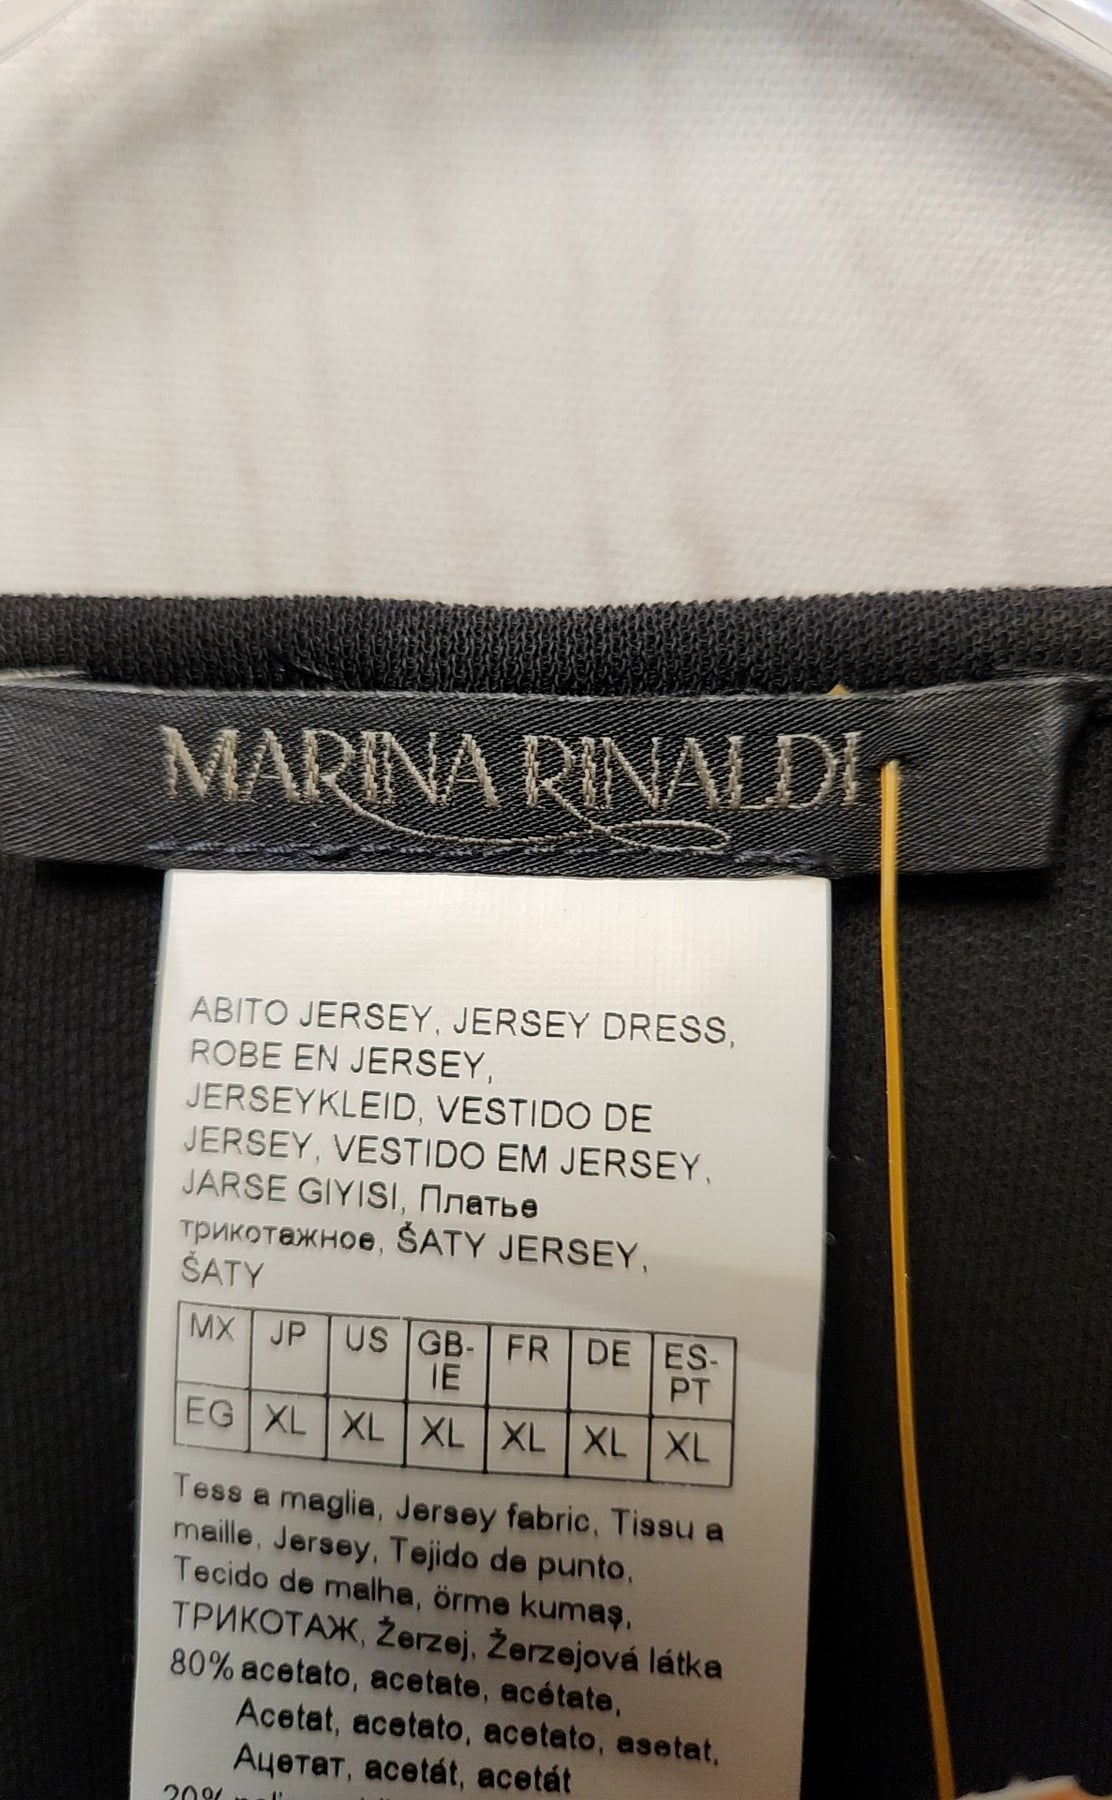 MARINA RINALDI
ABITO JERSEY, JERSEY DRESS,
ROBE EN JERSEY,
JERSEYKLEID, VESTIDO DE
JERSEY, VESTIDO EM JERSEY,
JARSE GIYISI, Платье
трикотажное, ŠATY JERSEY,
ŠATY
MX JP US GB-IE FR DE ES-PT
EG XL XL XL XL XL XL
Tess a maglia, Jersey fabric, Tissu a
maille, Jersey, Tejido de punto,
Tecido de malha, örme kumaş,
ТРИКОТАЖ, Žerzej, Žerzejová látka
80% acetato, acetate, acétate,
Acetat, acetato, acetato, asetat,
Ацетат, acetát, acetát
20%